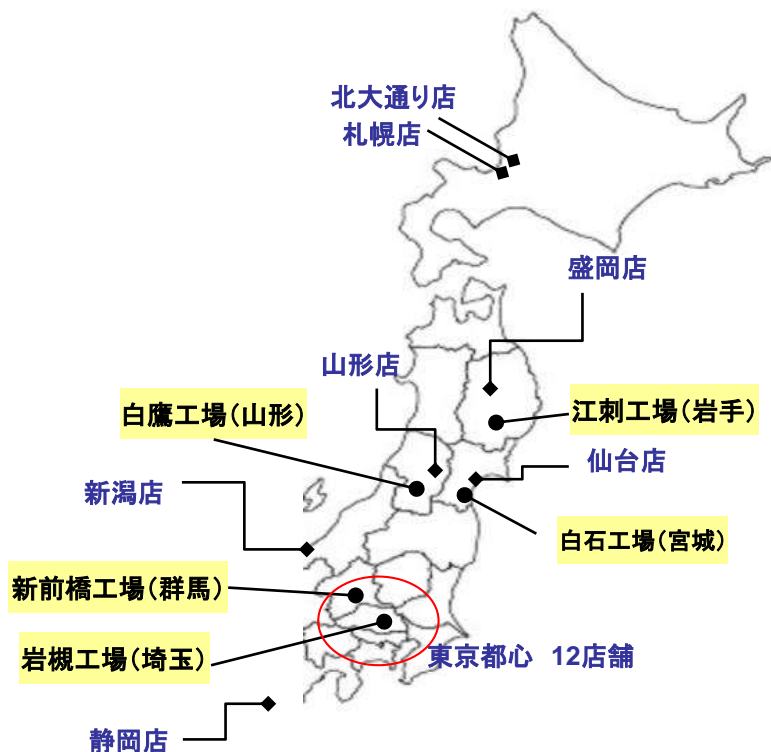 北大通り店
札幌店
盛岡店
山形店
白鷹工場(山形)
江刺工場(岩手)
仙台店
新潟店
白石工場(宮城)
新前橋工場(群馬)
岩槻工場(埼玉)
東京都心 12店舗
静岡店